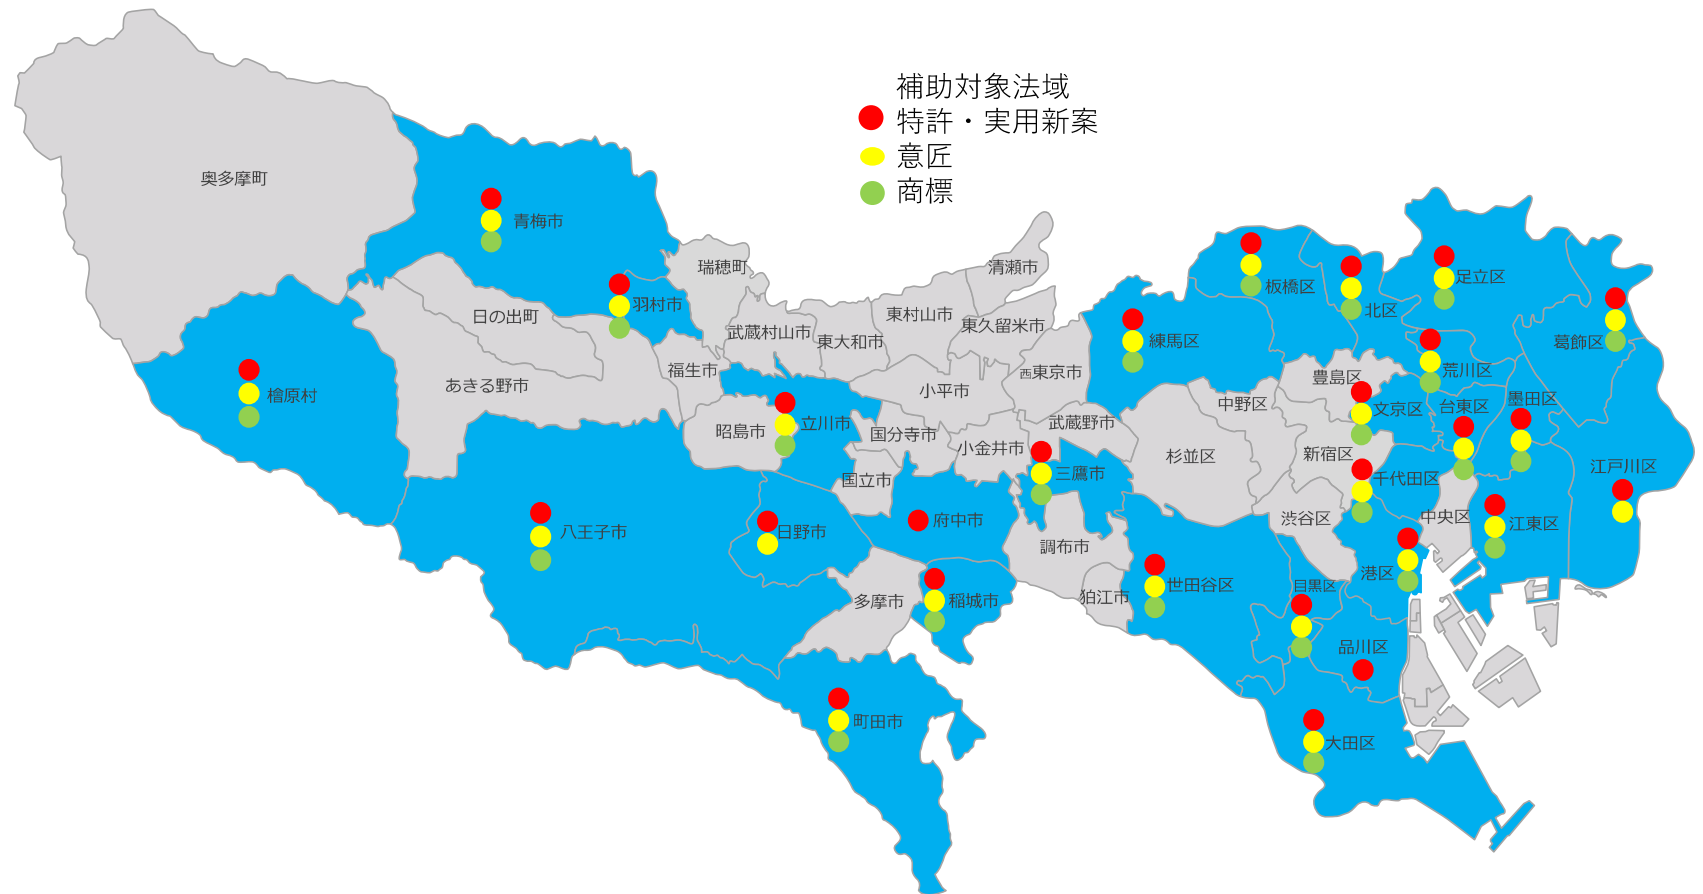 補助対象法域
特許・実用新案
意匠
商標
奥多摩町
青梅市
瑞穂町
清瀬市
羽村市
日の出町
武蔵村山市
東大和市
東村山市
東久留米市
板橋区
北区
足立区
葛飾区
練馬区
檜原村
あきる野市
福生市
小平市
西東京市
豊島区
荒川区
中野区
文京区
台東区
墨田区
昭島市
立川市
国分寺市
小金井市
武蔵野市
杉並区
新宿区
千代田区
江戸川区
国立市
三鷹市
八王子市
日野市
府中市
調布市
渋谷区
中央区
江東区
多摩市
稲城市
狛江市
世田谷区
目黒区
港区
品川区
町田市
大田区